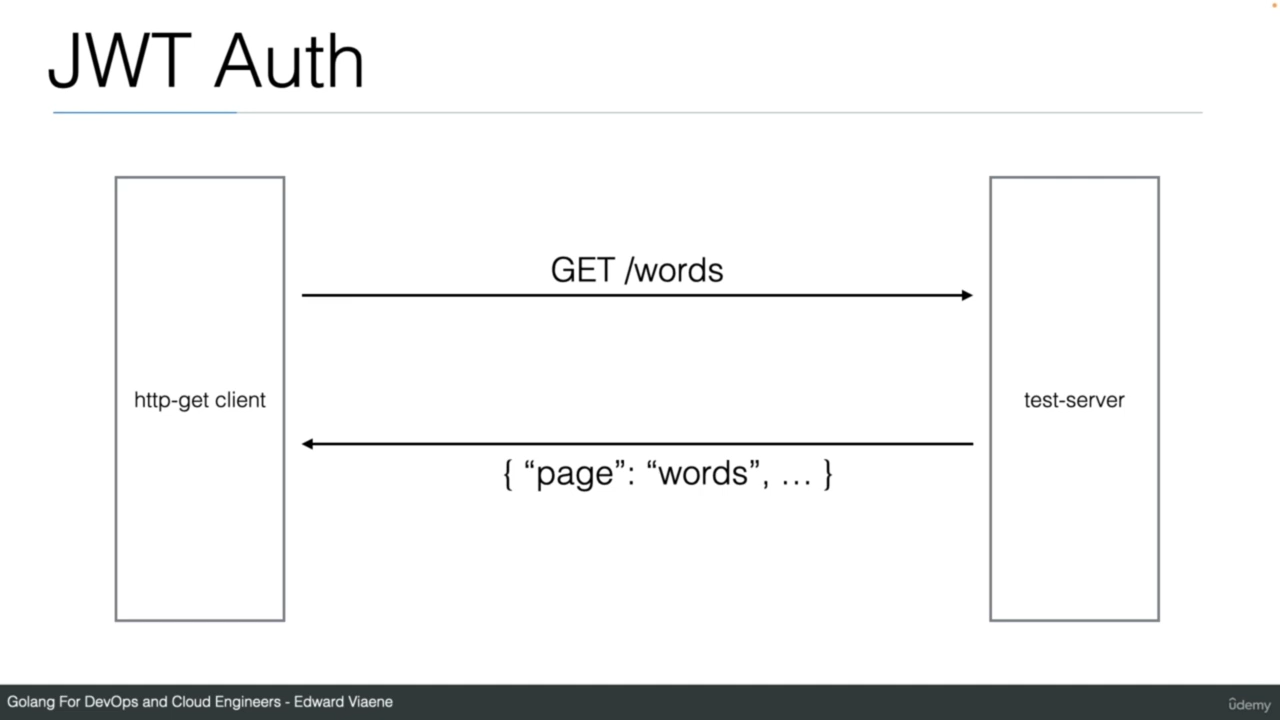 JWT Auth
GET /words
http-get client
test-server
{ “page”: “words”, … }
Golang For DevOps and Cloud Engineers - Edward Viaene
ûdemy